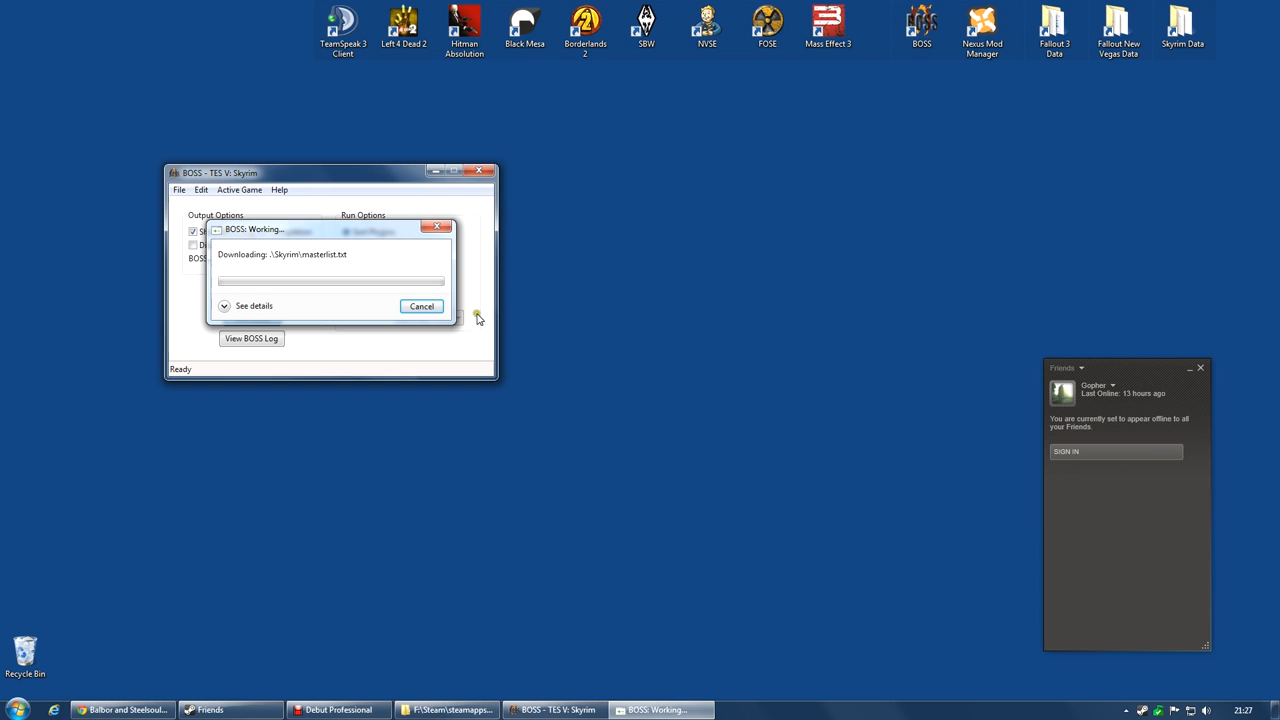 TeamSpeak 3
Client
Left 4 Dead 2
Hitman
Absolution
Black Mesa
Borderlands
2
SBW
NVSE
FOSE
Mass Effect 3
BOSS
Nexus Mod
Manager
Fallout 3
Data
Fallout New
Vegas Data
Skyrim Data
BOSS - TES V: Skyrim
File Edit Active Game Help
Output Options
Run Options
BOSS: Working...
Downloading: .\Skyrim\masterlist.txt
See details
Cancel
View BOSS Log
Ready
Friends
Gopher
Last Online: 13 hours ago
You are currently set to appear offline to all
your Friends.
SIGN IN
Recycle Bin
Balbor and Steelsoul...
Friends
Debut Professional
F:\Steam\steamapps...
BOSS - TES V: Skyrim
BOSS: Working...
21:27